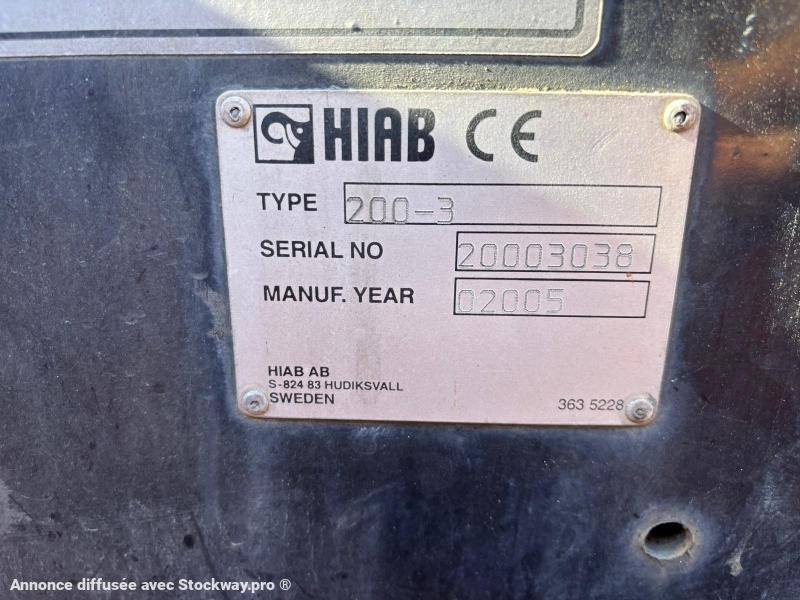 HIAB CE
TYPE 200-3
SERIAL NO 20003038
MANUF. YEAR 02005
HIAB AB
S-824 83 HUDIKSVALL
SWEDEN 363 5228
Annonce diffusée avec Stockway.pro ®